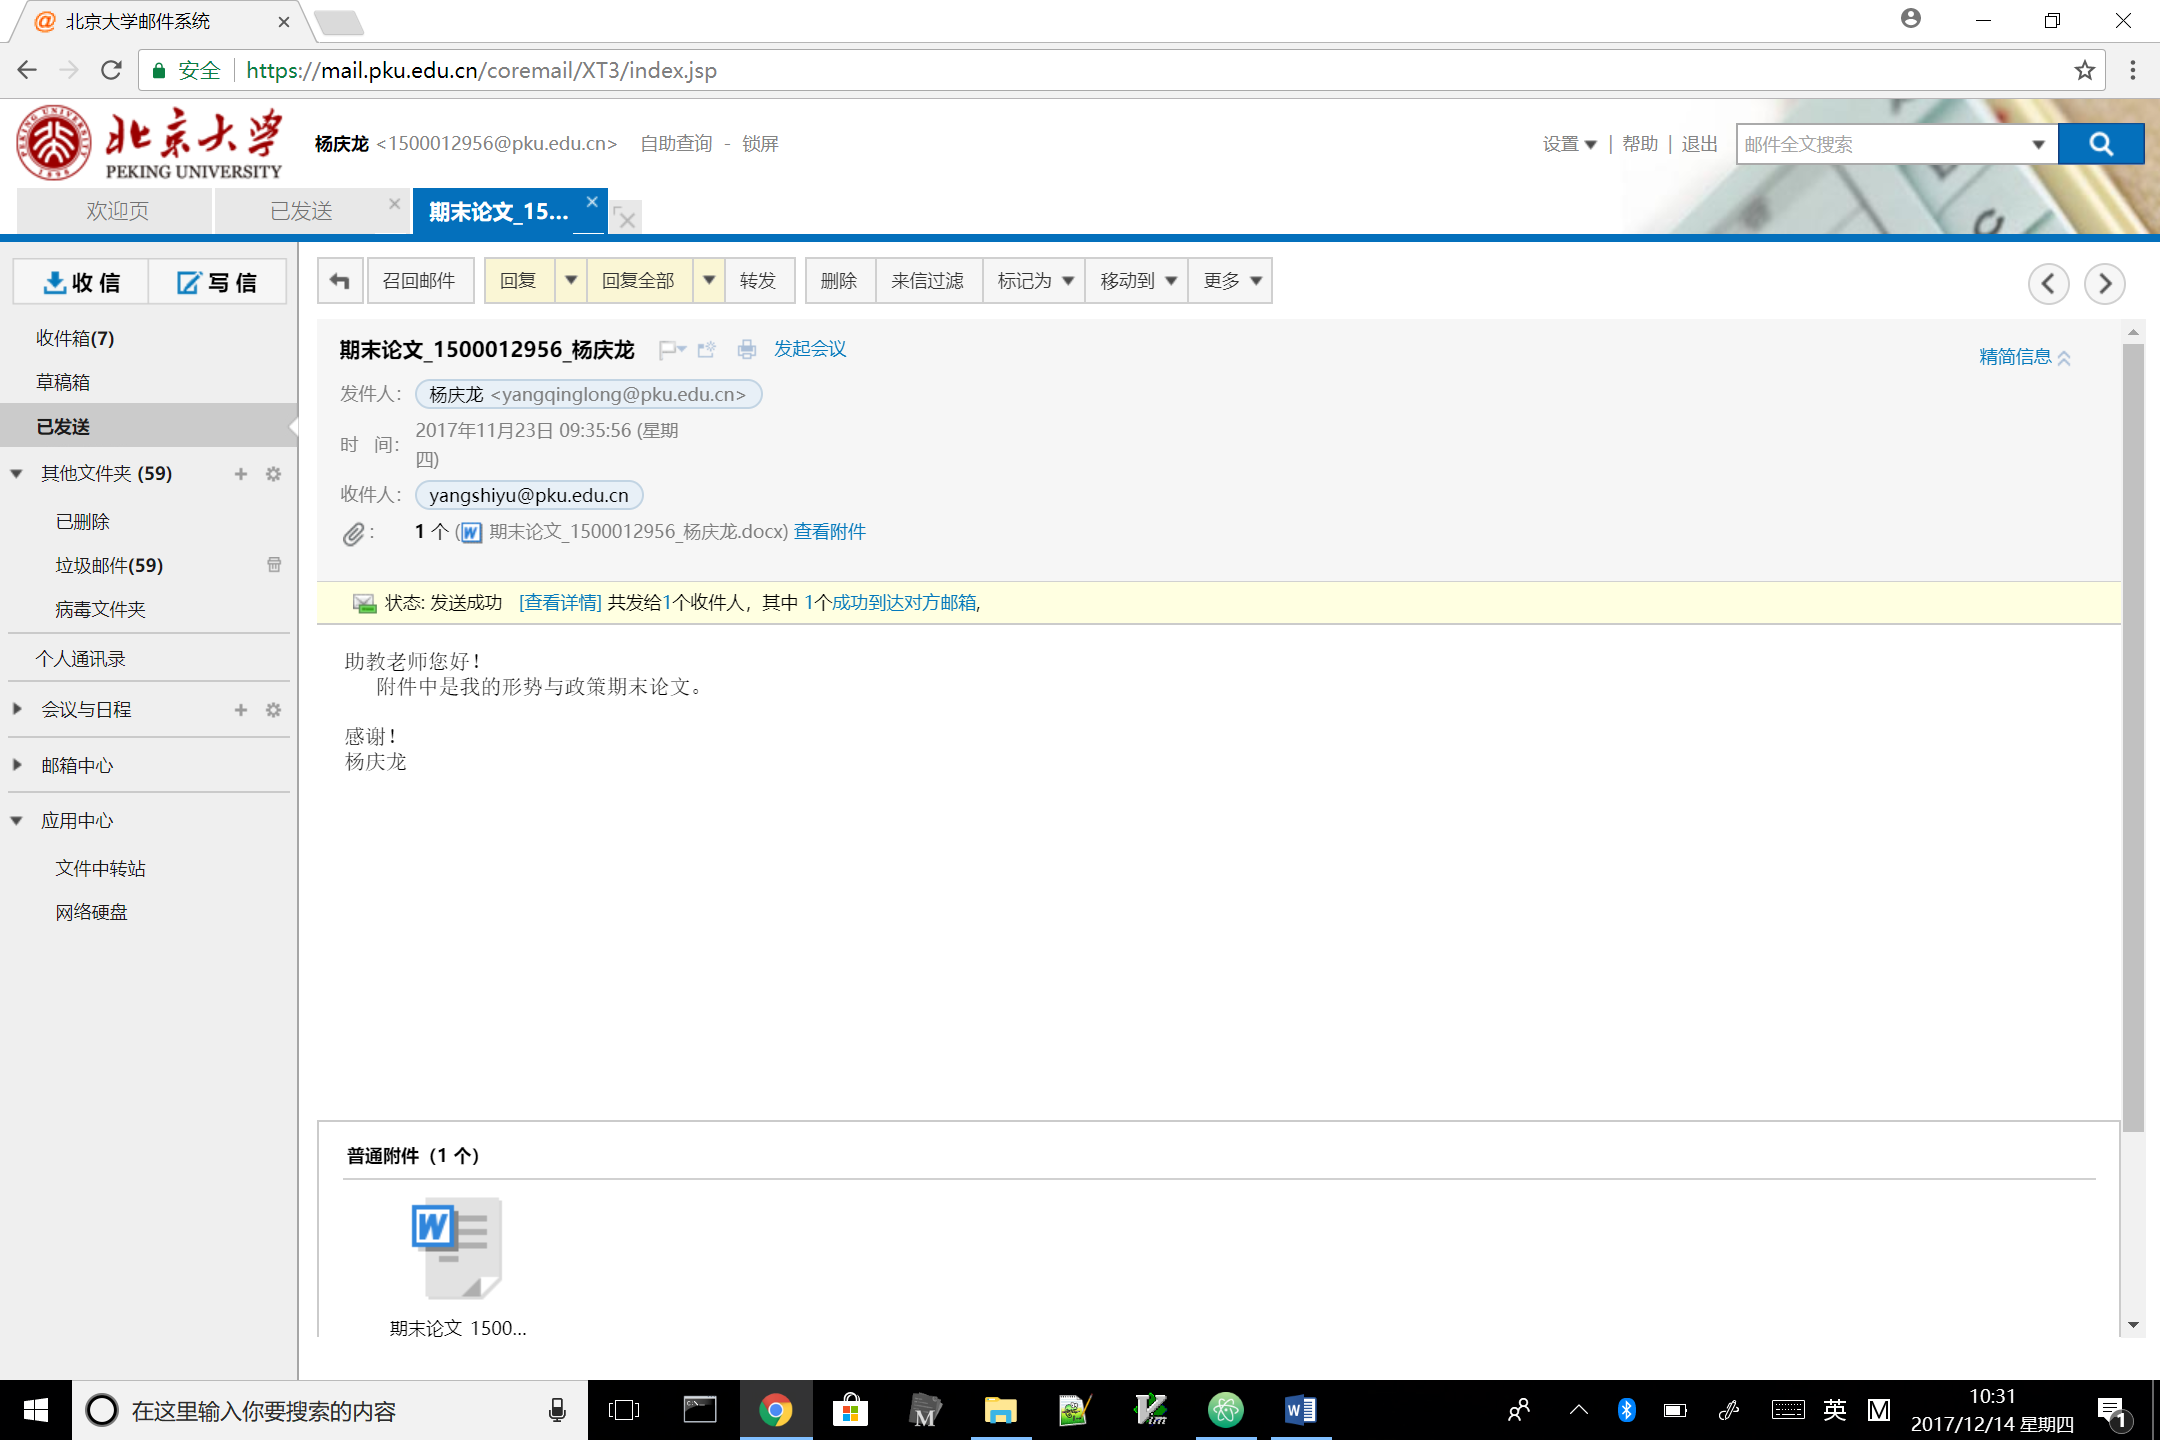 北京大学邮件系统
安全 https://mail.pku.edu.cn/coremail/XT3/index.jsp
北京大学
PEKING UNIVERSITY
杨庆龙 <1500012956@pku.edu.cn> 自助查询 - 锁屏
设置 | 帮助 | 退出 邮件全文搜索
欢迎页 已发送 期末论文_15...
收信 写信
召回邮件 回复 回复全部 转发 删除 来信过滤 标记为 移动到 更多
收件箱(7)
草稿箱
已发送
其他文件夹 (59)
已删除
垃圾邮件(59)
病毒文件夹
个人通讯录
会议与日程
邮箱中心
应用中心
文件中转站
网络硬盘
期末论文_1500012956_杨庆龙 发起会议
精简信息
发件人: 杨庆龙 <yangqinglong@pku.edu.cn>
时 间: 2017年11月23日 09:35:56 (星期
四)
收件人: yangshiyu@pku.edu.cn
: 1 个 (期末论文_1500012956_杨庆龙.docx) 查看附件
状态: 发送成功 [查看详情] 共发给1个收件人，其中 1个成功到达对方邮箱,
助教老师您好！
附件中是我的形势与政策期末论文。
感谢！
杨庆龙
普通附件（1 个）
W
期末论文_1500...
在这里输入你要搜索的内容
英 M
10:31
2017/12/14 星期四
1